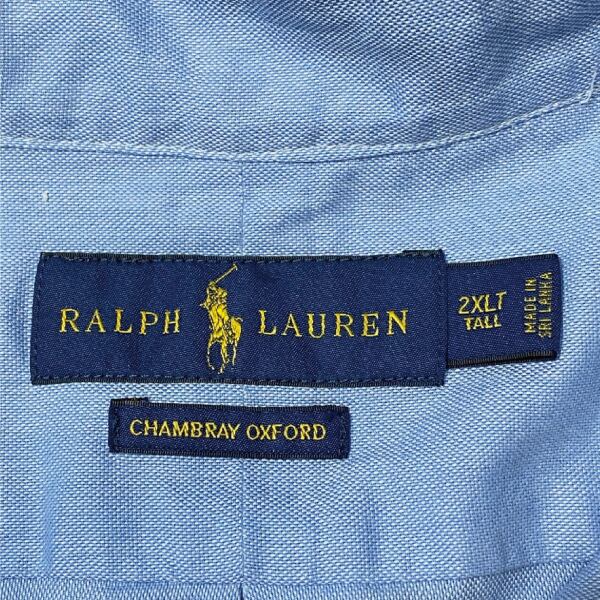 RALPH LAUREN
2XLT
TALL
MADE IN
SRI LANKA
CHAMBRAY OXFORD